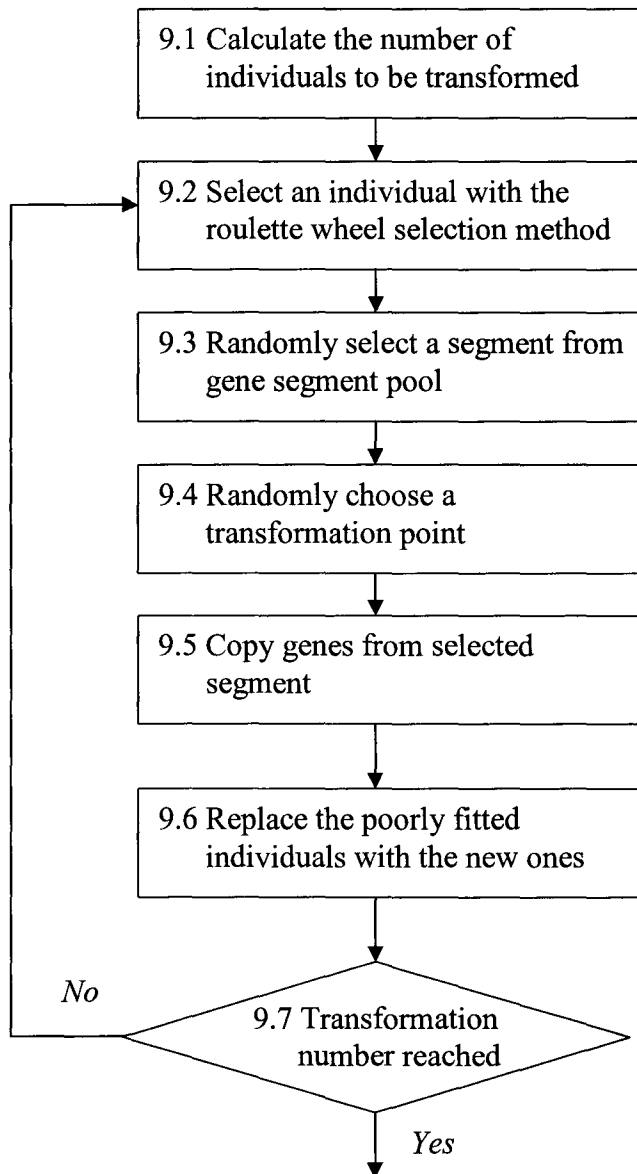 9.1 Calculate the number of
individuals to be transformed
9.2 Select an individual with the
roulette wheel selection method
9.3 Randomly select a segment from
gene segment pool
9.4 Randomly choose a
transformation point
9.5 Copy genes from selected
segment
9.6 Replace the poorly fitted
individuals with the new ones
No
9.7 Transformation
number reached
Yes